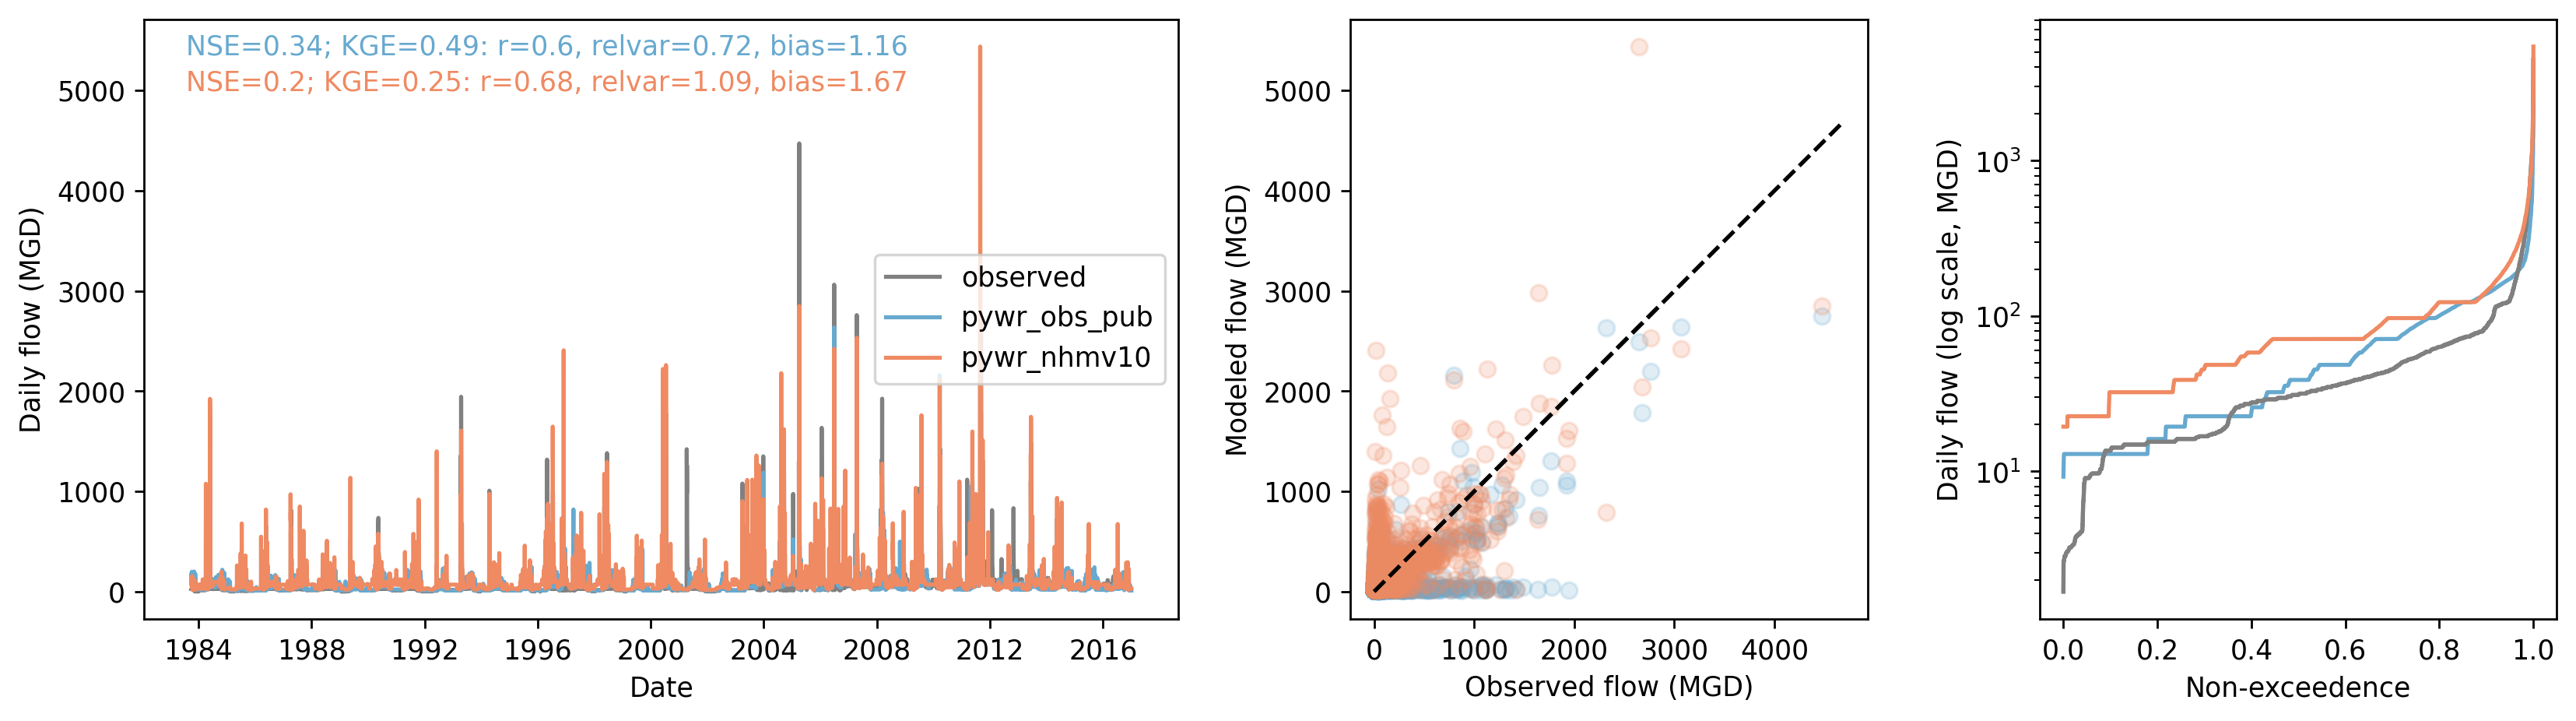 NSE=0.34; KGE=0.49: r=0.6, relvar=0.72, bias=1.16
NSE=0.2; KGE=0.25: r=0.68, relvar=1.09, bias=1.67
Daily flow (MGD)
5000
4000
3000
2000
1000
0
observed
pywr_obs_pub
pywr_nhmv10
1984 1988 1992 1996 2000 2004 2008 2012 2016
Date
Modeled flow (MGD)
5000
4000
3000
2000
1000
0
0 1000 2000 3000 4000
Observed flow (MGD)
Daily flow (log scale, MGD)
10³
10²
10¹
0.0 0.2 0.4 0.6 0.8 1.0
Non-exceedence